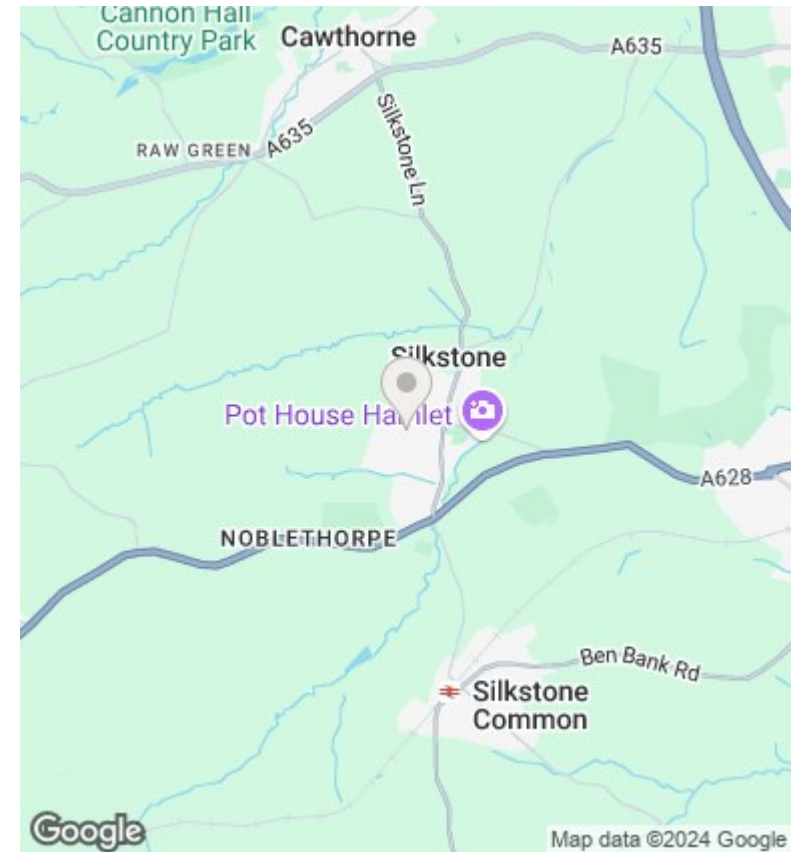 Cannon Hall
Country Park
Cawthorne
A635
RAW GREEN
A635
Silkstone Ln
Silkstone
Pot House Hamlet
A628
NOBLETHORPE
Ben Bank Rd
Silkstone
Common
Google
Map data ©2024 Google